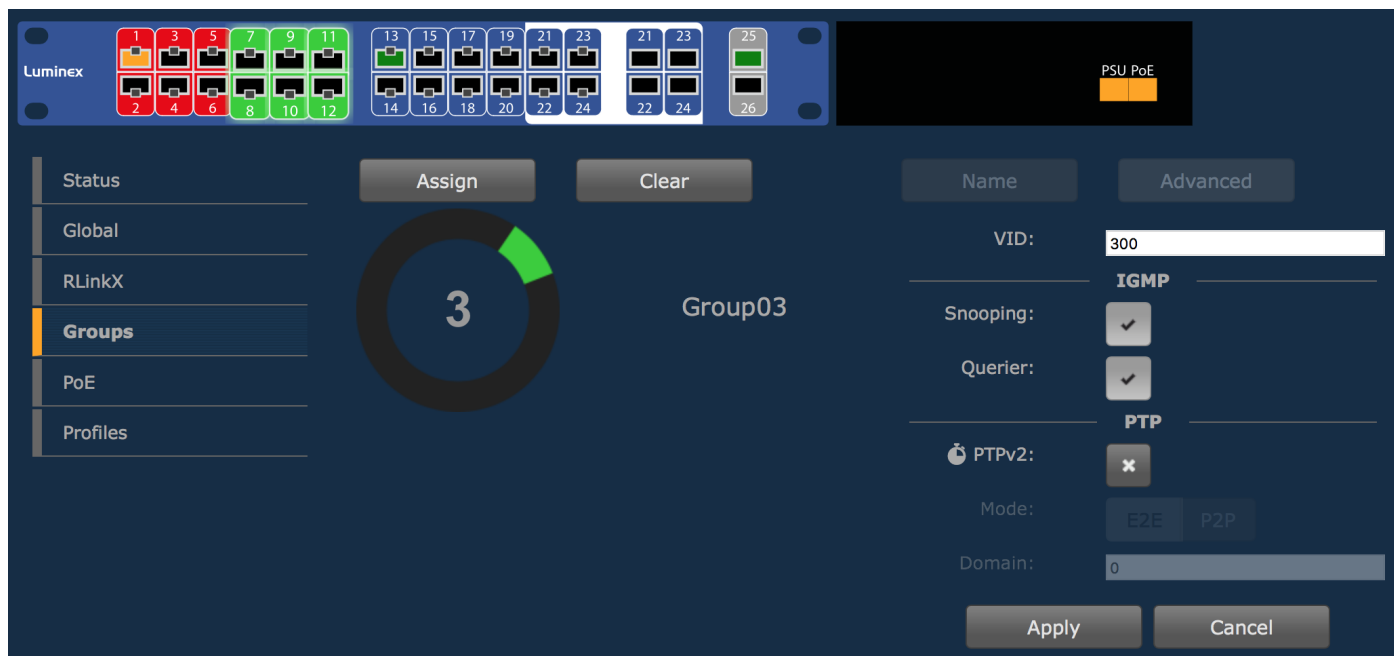 1 3 5 7 9 11 13 15 17 19 21 23 21 23 25
Luminex
PSU PoE
2 4 6 8 10 12 14 16 18 20 22 24 22 24 26
Status
Assign
Clear
Name
Advanced
Global
VID:
300
RLinkX
IGMP
3
Group03
Snooping:
Groups
Querier:
PoE
PTP
Profiles
PTPv2:
Mode:
E2E
P2P
Domain:
0
Apply
Cancel